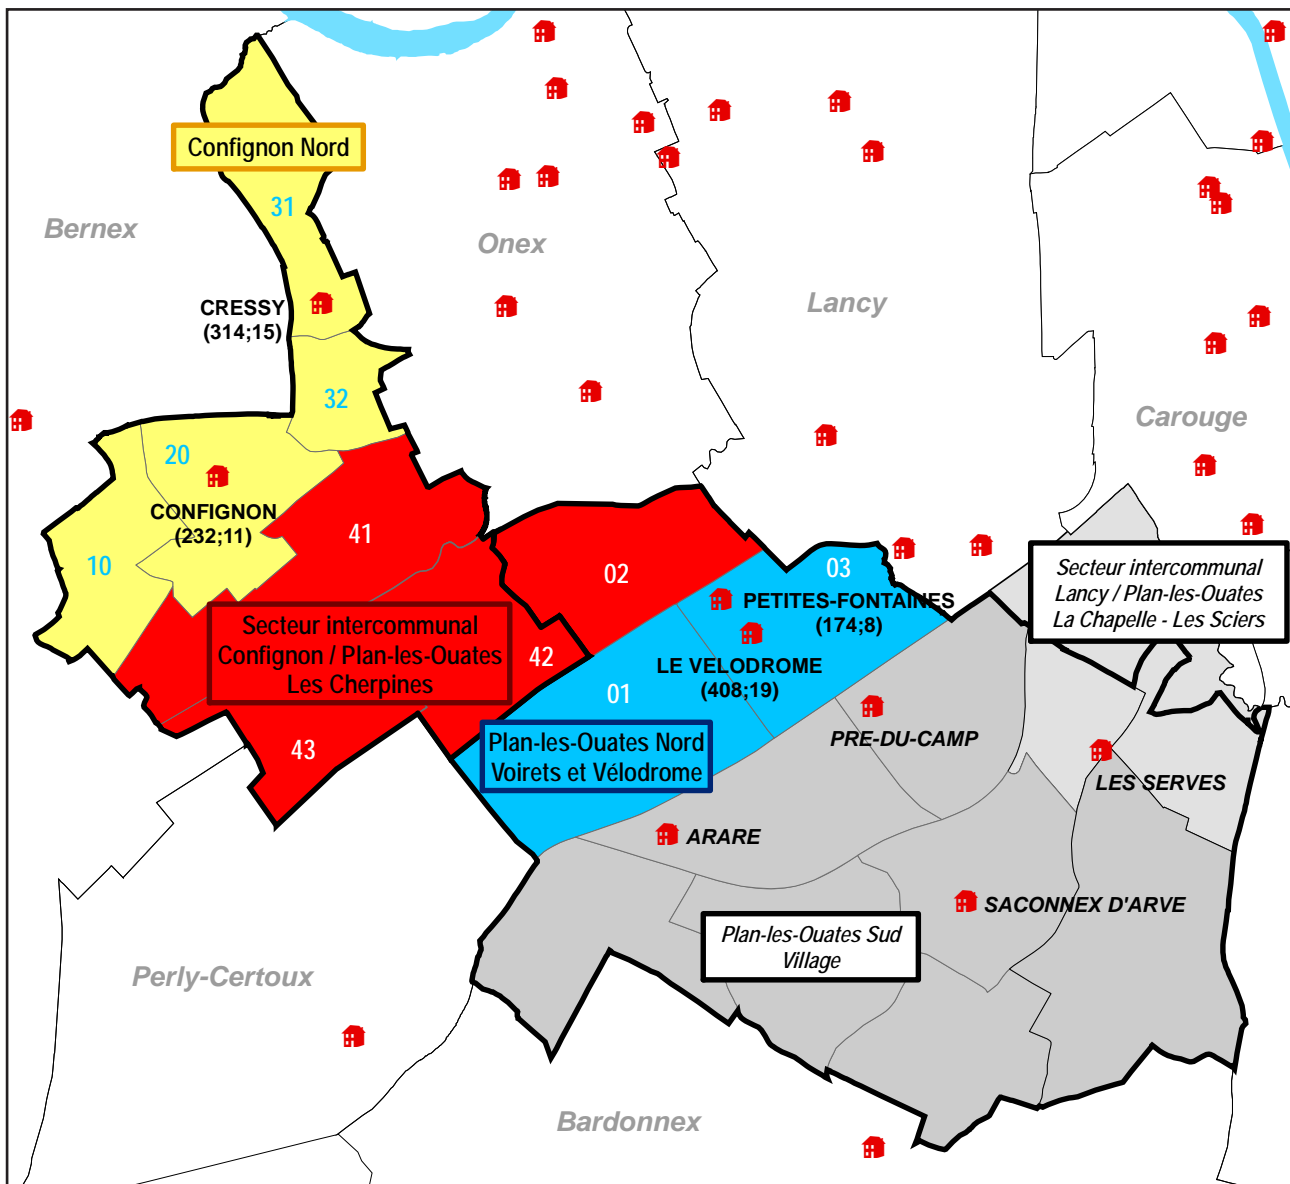 Confignon Nord
31
Bernex
Onex
CRESSY
(314;15)
Lancy
32
Carouge
20
CONFIGNON
(232;11)
10
41
02
03
PETITES-FONTAINES
(174;8)
Secteur intercommunal
Lancy / Plan-les-Ouates
La Chapelle - Les Sciers
Secteur intercommunal
Confignon / Plan-les-Ouates
Les Cherpines
42
LE VELODROME
(408;19)
01
43
Plan-les-Ouates Nord
Voirets et Vélodrome
PRE-DU-CAMP
LES SERVES
ARARE
SACONNEX D'ARVE
Plan-les-Ouates Sud
Village
Perly-Certoux
Bardonnex